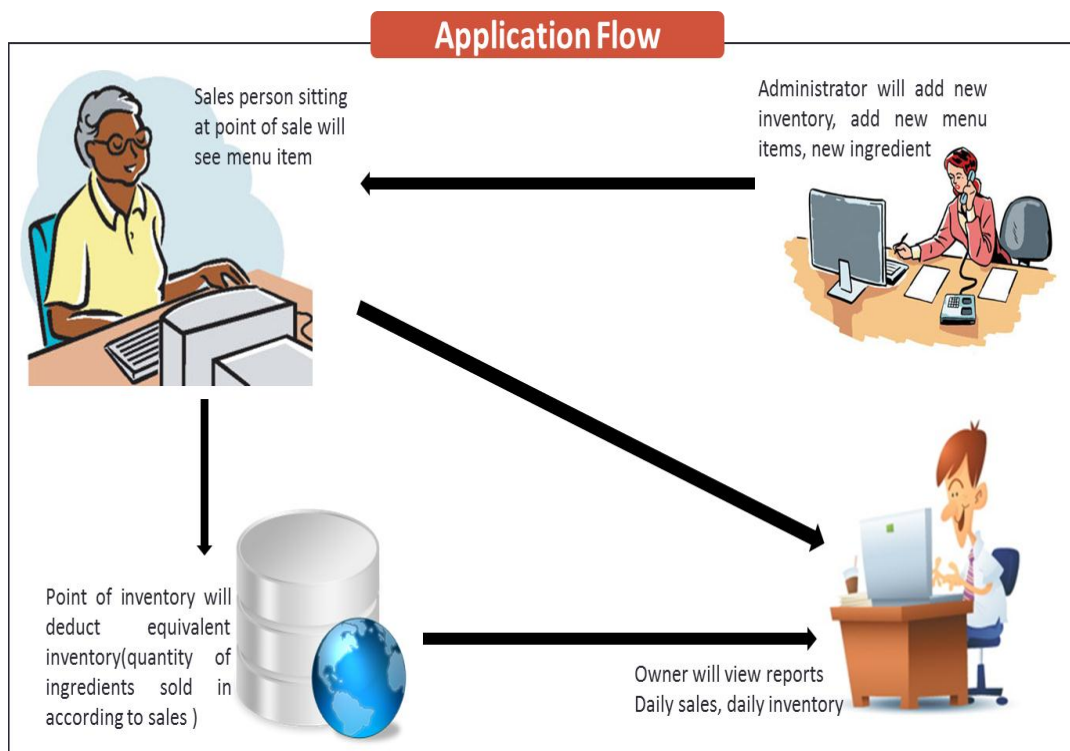 Application Flow
Sales person sitting
at point of sale will
see menu item
Administrator will add new
inventory, add new menu
items, new ingredient
Point of inventory will
deduct equivalent
inventory(quantity of
ingredients sold in
according to sales )
Owner will view reports
Daily sales, daily inventory